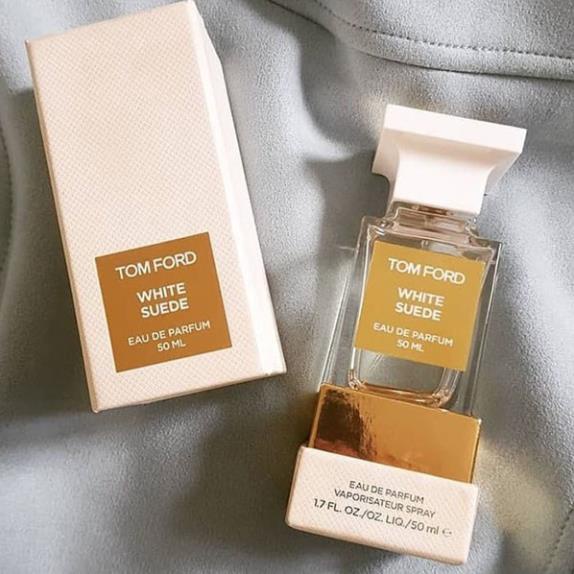 TOM FORD
WHITE
SUEDE
EAU DE PARFUM
50 ML
TOM FORD
WHITE
SUEDE
EAU DE PARFUM
50 ML
EAU DE PARFUM
VAPORISATEUR SPRAY
1.7 FL. OZ./OZ. LIQ./50 ml ℮